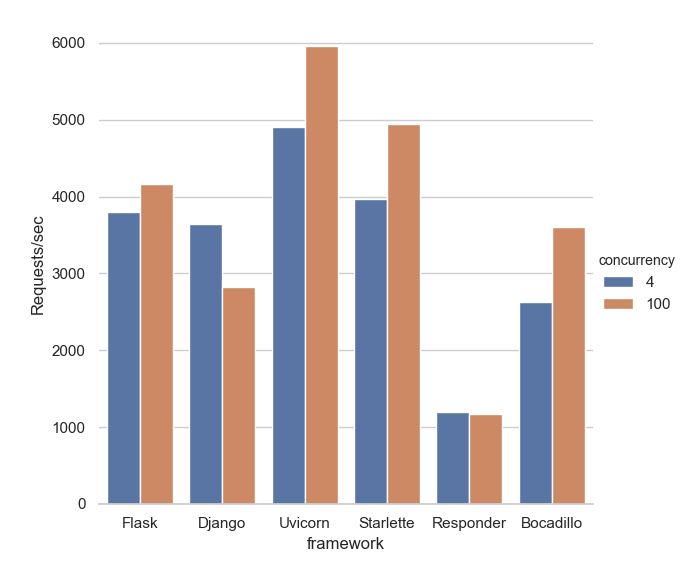 6000
5000
4000
3000
2000
1000
0
Requests/sec
Flask
Django
Uvicorn
Starlette
Responder
Bocadillo
framework
concurrency
4
100